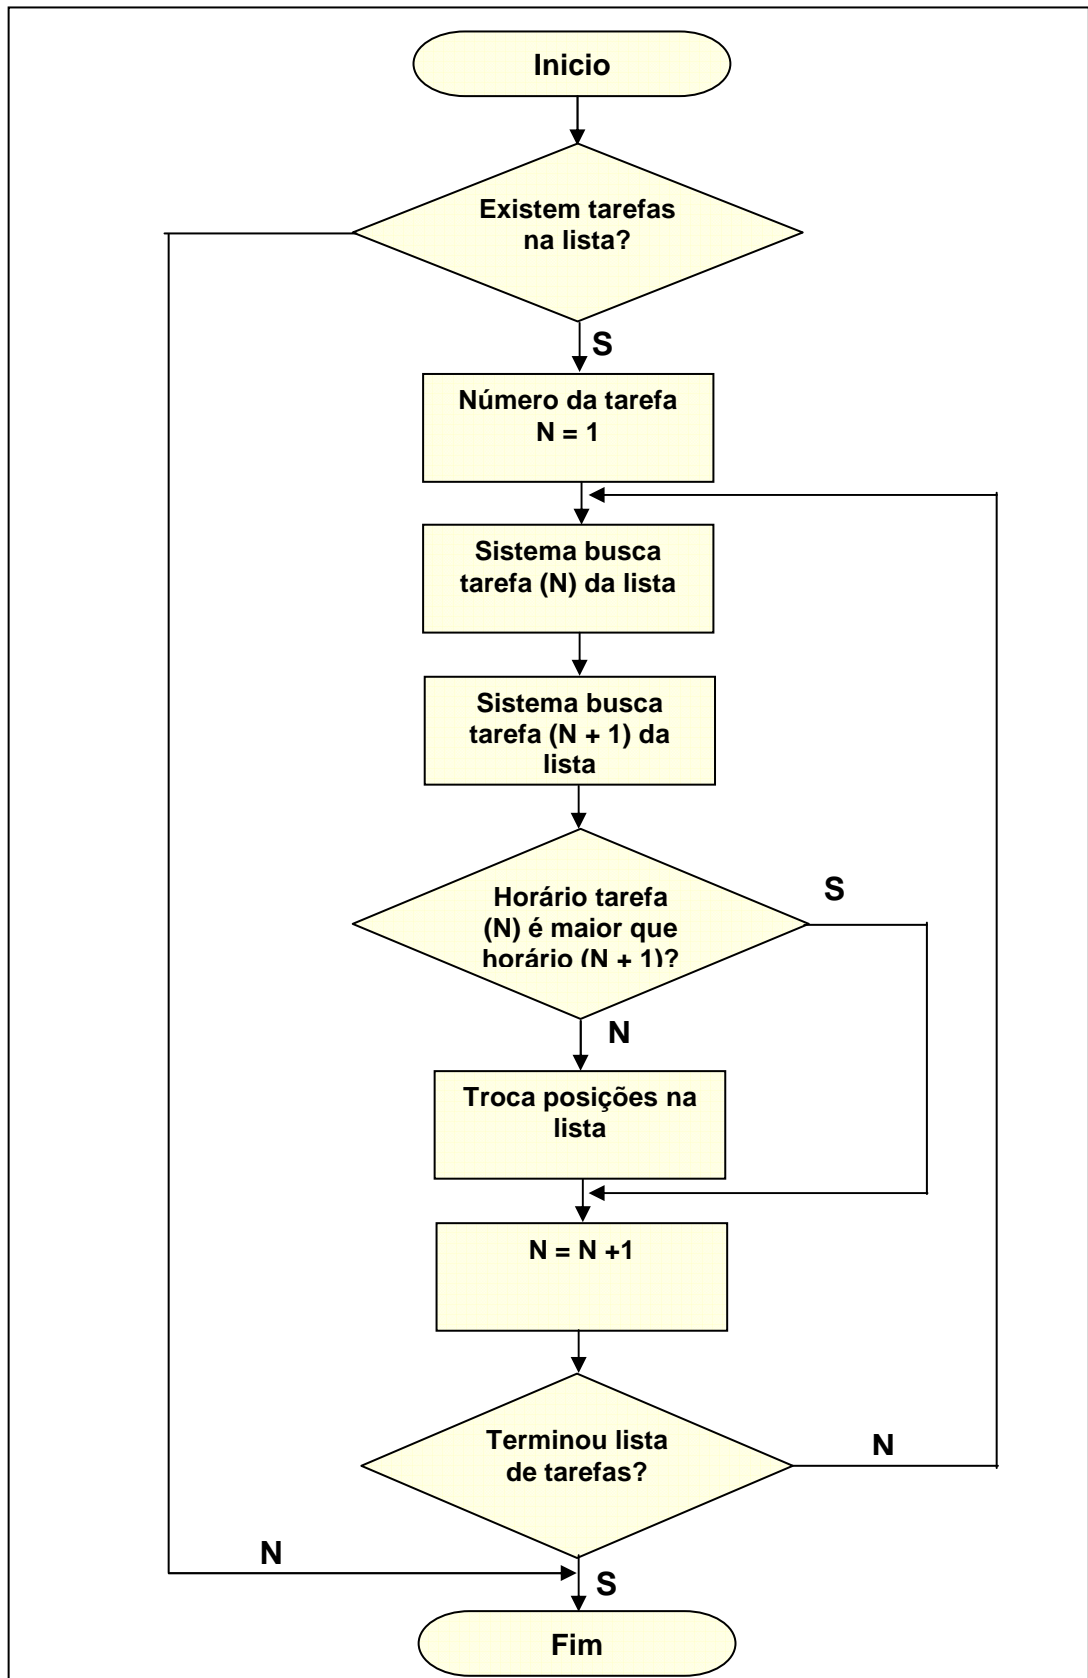 Inicio
Existem tarefas
na lista?
S
Número da tarefa
N = 1
Sistema busca
tarefa (N) da lista
Sistema busca
tarefa (N + 1) da
lista
Horário tarefa
(N) é maior que
horário (N + 1)?
S
N
Troca posições na
lista
N = N +1
Terminou lista
de tarefas?
N
N
S
Fim